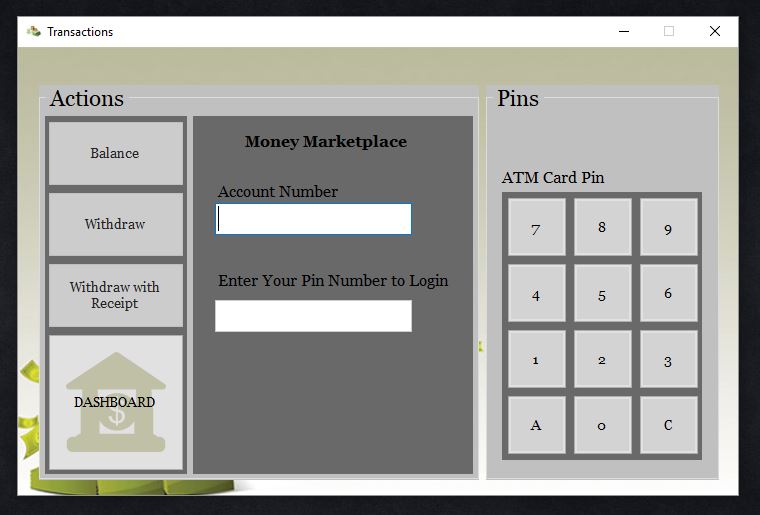 Transactions
Actions
Balance
Withdraw
Withdraw with
Receipt
DASHBOARD
$
Money Marketplace
Account Number
Enter Your Pin Number to Login
Pins
ATM Card Pin
7 8 9
4 5 6
1 2 3
A 0 C